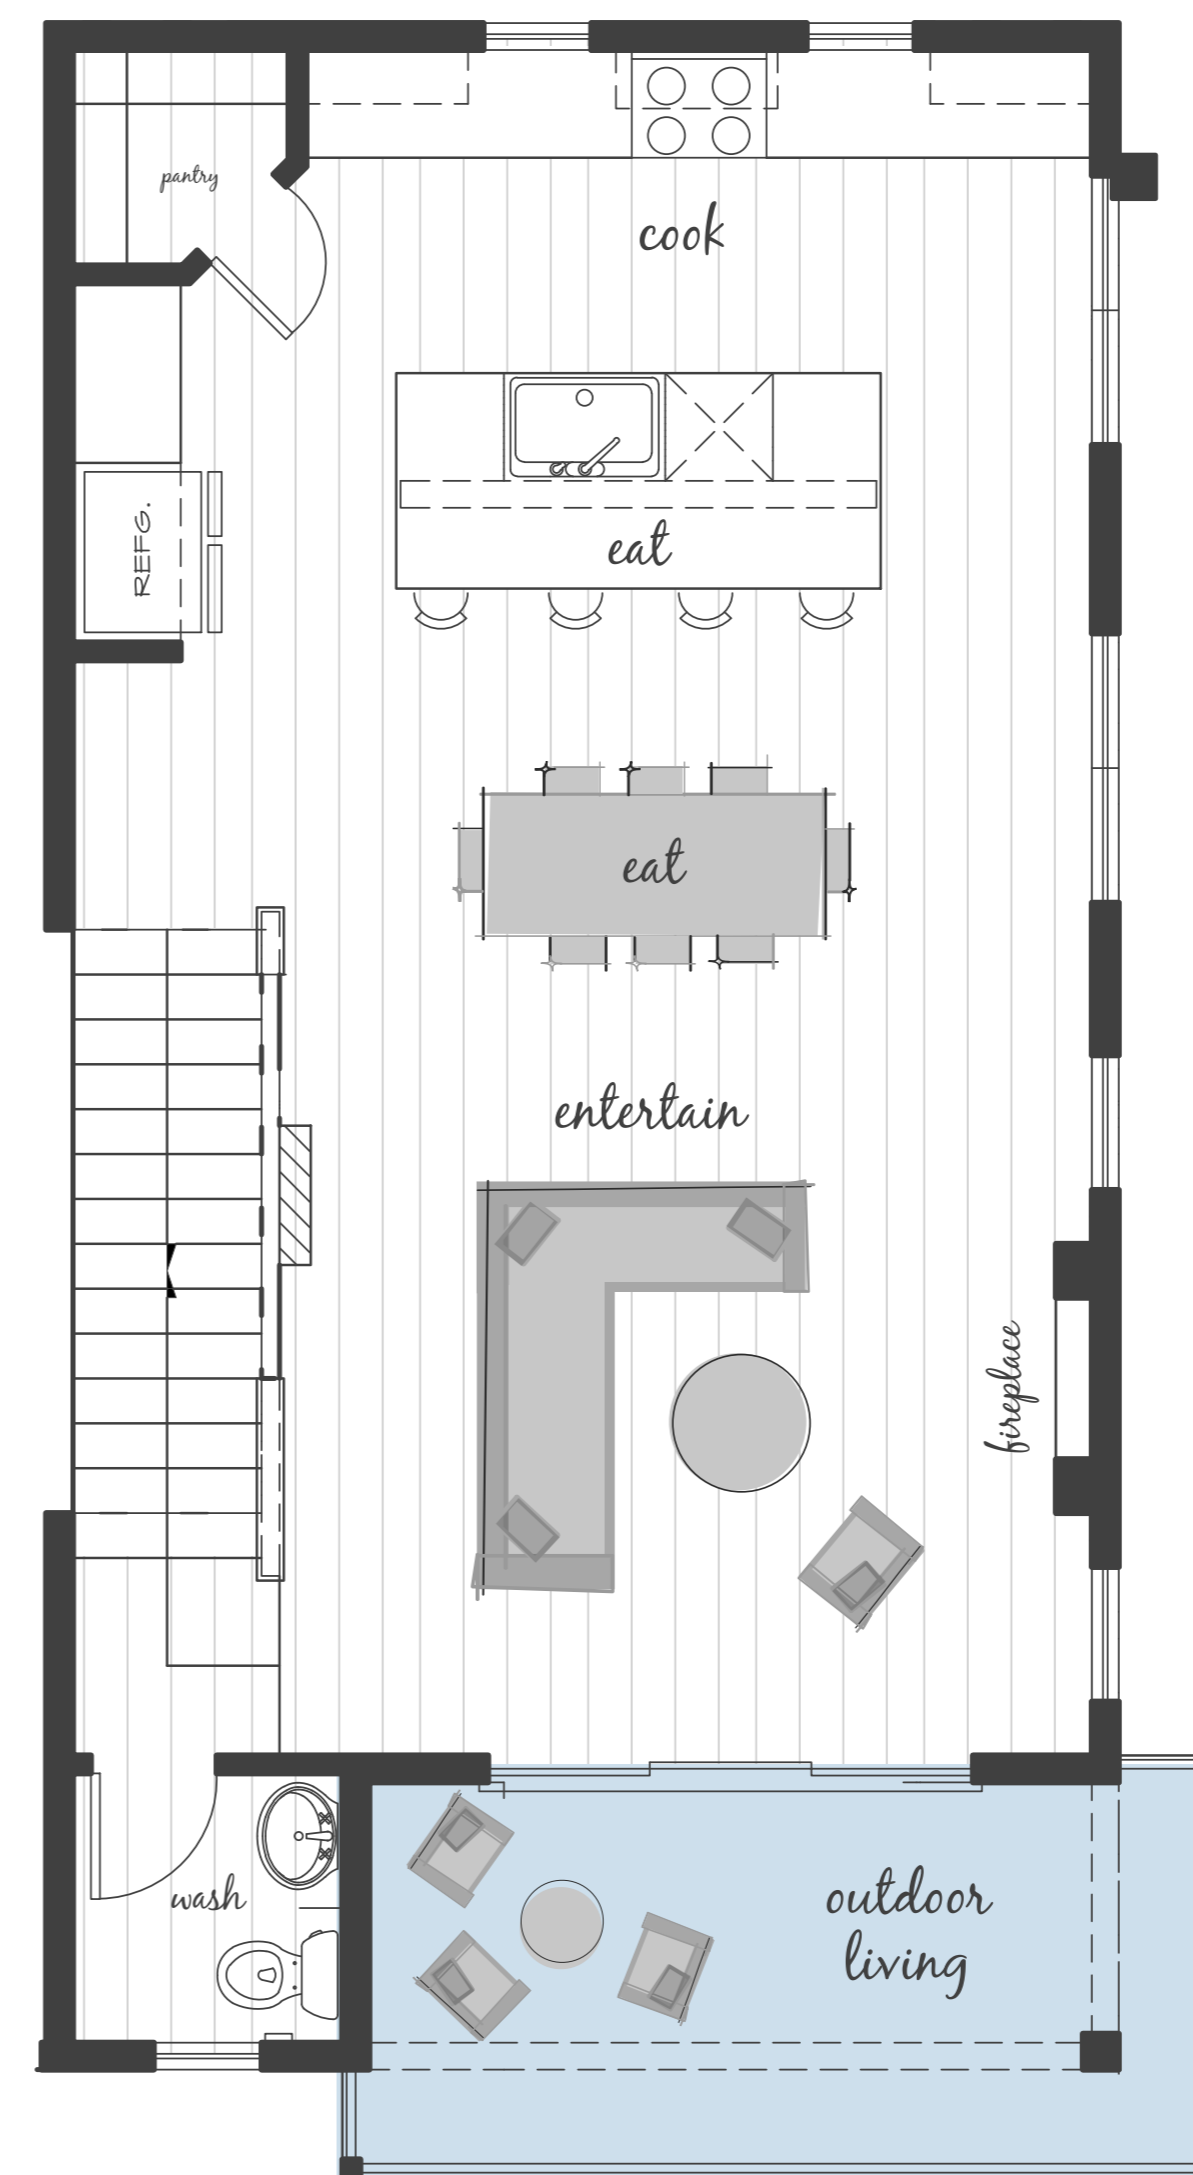 pantry
cook
REFG.
eat
eat
entertain
fireplace
wash
outdoor
living